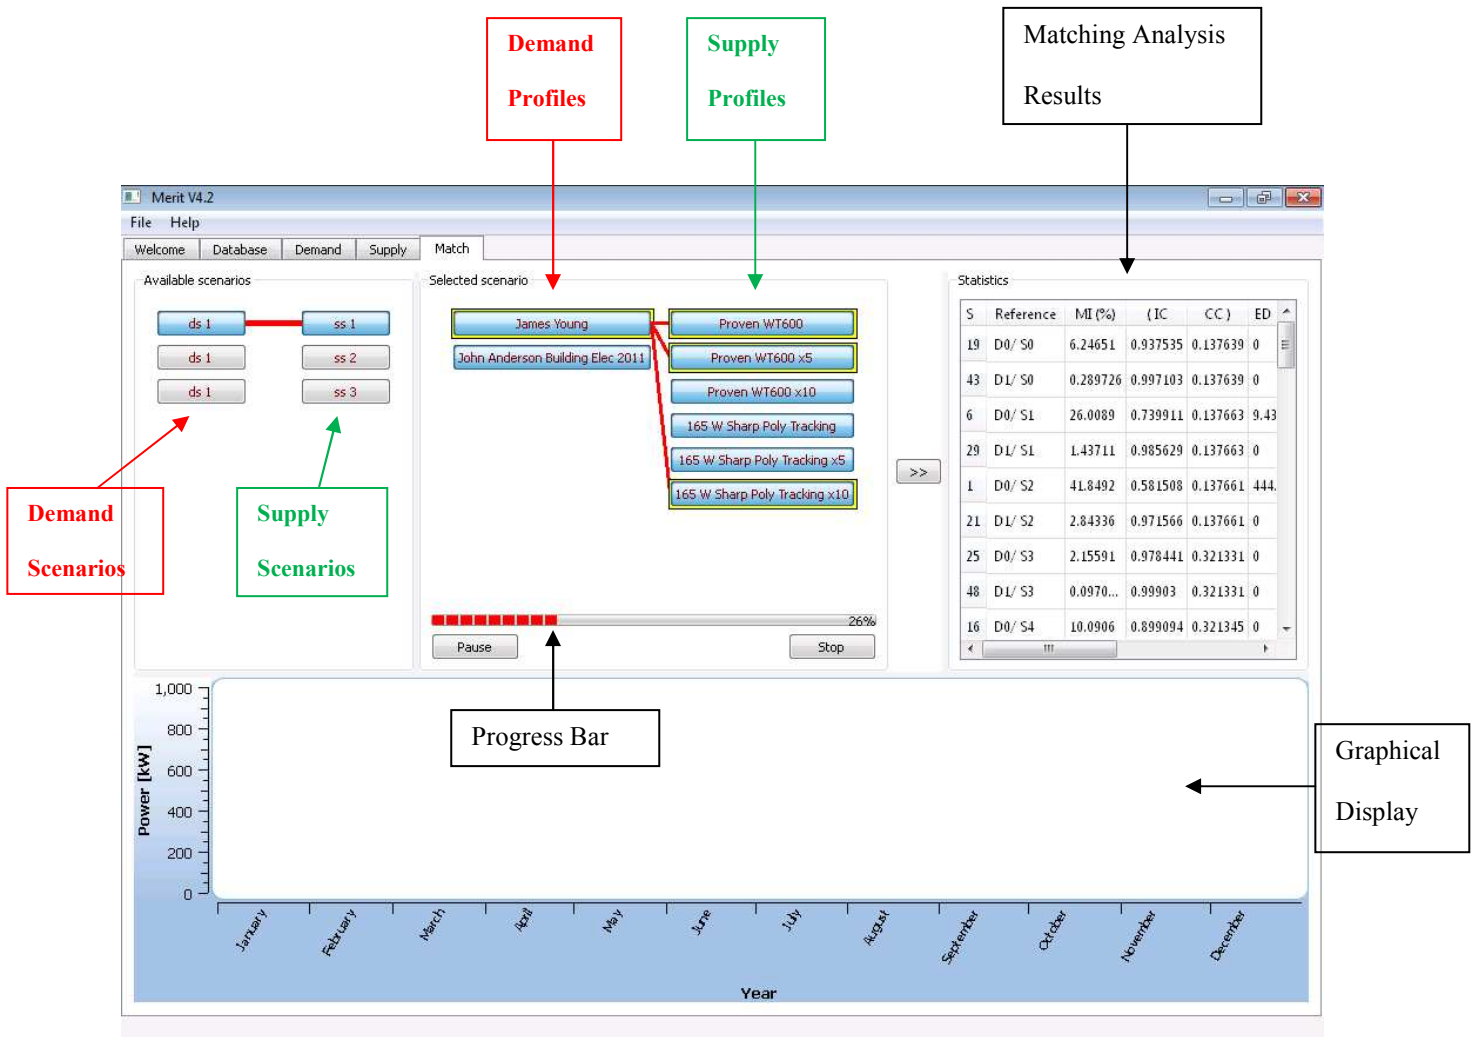 Demand
Profiles
Supply
Profiles
Matching Analysis
Results
Merit V4.2
File Help
Welcome Database Demand Supply Match
Available scenarios
ds 1 ss 1
ds 1 ss 2
ds 1 ss 3
Demand
Scenarios
Supply
Scenarios
Selected scenario
James Young Proven WT600
John Anderson Building Elec 2011 Proven WT600 x5
Proven WT600 x10
165 W Sharp Poly Tracking
165 W Sharp Poly Tracking x5
165 W Sharp Poly Tracking x10
26%
Pause Stop
>>
Statistics
S Reference MI (%) ( IC CC ) ED
19 D0/ S0 6.24651 0.937535 0.137639 0
43 D1/ S0 0.289726 0.997103 0.137639 0
6 D0/ S1 26.0089 0.739911 0.137663 9.43
29 D1/ S1 1.43711 0.985629 0.137663 0
1 D0/ S2 41.8492 0.581508 0.137661 444.
21 D1/ S2 2.84336 0.971566 0.137661 0
25 D0/ S3 2.15591 0.978441 0.321331 0
48 D1/ S3 0.0970... 0.99903 0.321331 0
16 D0/ S4 10.0906 0.899094 0.321345 0
Progress Bar
Graphical
Display
Power [kW]
1,000
800
600
400
200
0
January February March April May June July August September October November December
Year